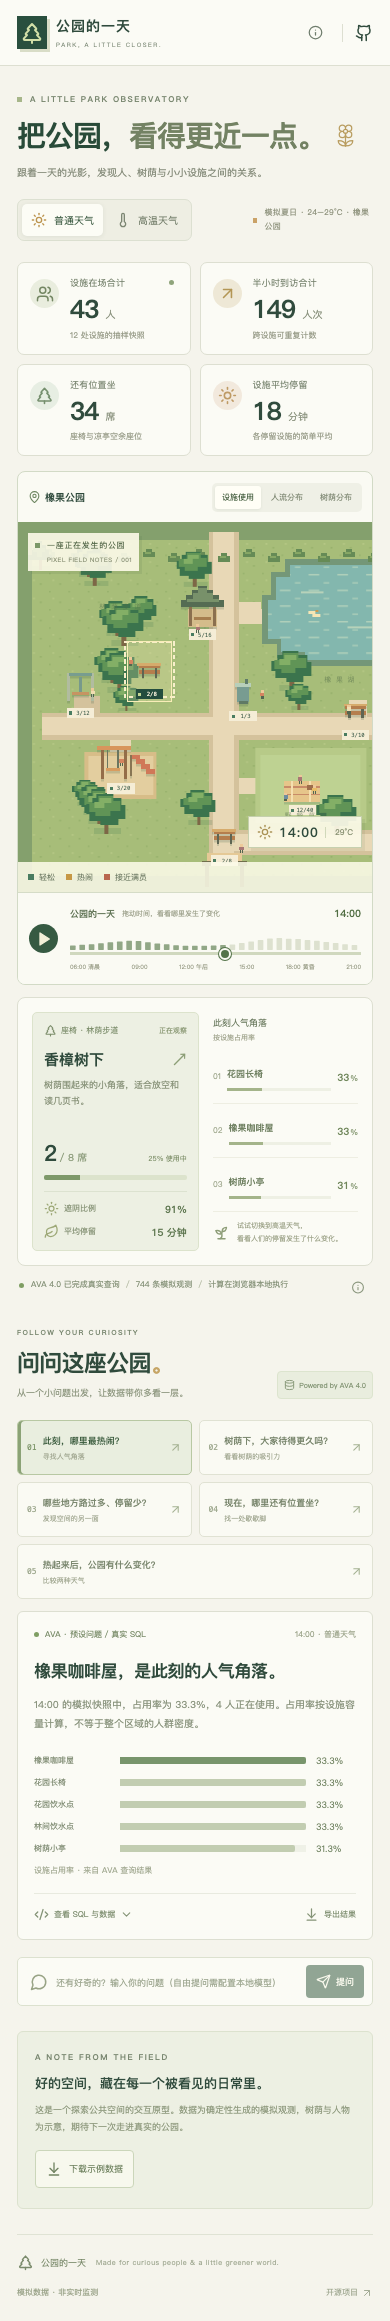 公园的一天
PARK, A LITTLE CLOSER.
A LITTLE PARK OBSERVATORY
把公园，看得更近一点。
跟着一天的光影，发现人、树荫与小小设施之间的关系。
普通天气
高温天气
模拟夏日 · 24—29°C · 橡果
公园
设施在场合计
43 人
12 处设施的抽样快照
半小时到访合计
149 人次
跨设施可重复计数
还有位置坐
34 席
座椅与凉亭空余座位
设施平均停留
18 分钟
各停留设施的简单平均
橡果公园
设施使用
人流分布
树荫分布
一座正在发生的公园
PIXEL FIELD NOTES / 001
5/16
2/8
橡 果 湖
3/12
1/3
3/10
3/20
12/40
14:00
29°C
2/8
轻松
热闹
接近满员
公园的一天
拖动时间，看看哪里发生了变化
14:00
06:00 清晨
09:00
12:00 午后
15:00
18:00 黄昏
21:00
座椅 · 林荫步道
正在观察
香樟树下
树荫围起来的小角落，适合放空和
读几页书。
2 / 8 席
25% 使用中
遮阴比例
91%
平均停留
15 分钟
此刻人气角落
按设施占用率
01 花园长椅 33%
02 橡果咖啡屋 33%
03 树荫小亭 31%
试试切换到高温天气，
看看人们的停留发生了什么变化。
AVA 4.0 已完成真实查询 / 744 条模拟观测 / 计算在浏览器本地执行
FOLLOW YOUR CURIOSITY
问问这座公园。
从一个小问题出发，让数据带你多看一层。
Powered by AVA 4.0
01 此刻，哪里最热闹？
寻找人气角落
02 树荫下，大家待得更久吗？
看看树荫的吸引力
03 哪些地方路过多、停留少？
发现空间的另一面
04 现在，哪里还有位置坐？
找一处歇歇脚
05 热起来后，公园有什么变化？
比较两种天气
AVA · 预设问题 / 真实 SQL
14:00 · 普通天气
橡果咖啡屋，是此刻的人气角落。
14:00 的模拟快照中，占用率为 33.3%，4 人正在使用。占用率按设施容
量计算，不等于整个区域的人群密度。
橡果咖啡屋 33.3%
花园长椅 33.3%
花园饮水点 33.3%
林间饮水点 33.3%
树荫小亭 31.3%
设施占用率 · 来自 AVA 查询结果
查看 SQL 与数据
导出结果
还有好奇的？输入你的问题（自由提问需配置本地模型）
提问
A NOTE FROM THE FIELD
好的空间，藏在每一个被看见的日常里。
这是一个探索公共空间的交互原型。数据为确定性生成的模拟观测，树荫与人物
为示意，期待下一次走进真实的公园。
下载示例数据
公园的一天
Made for curious people & a little greener world.
模拟数据 · 非实时监测
开源项目